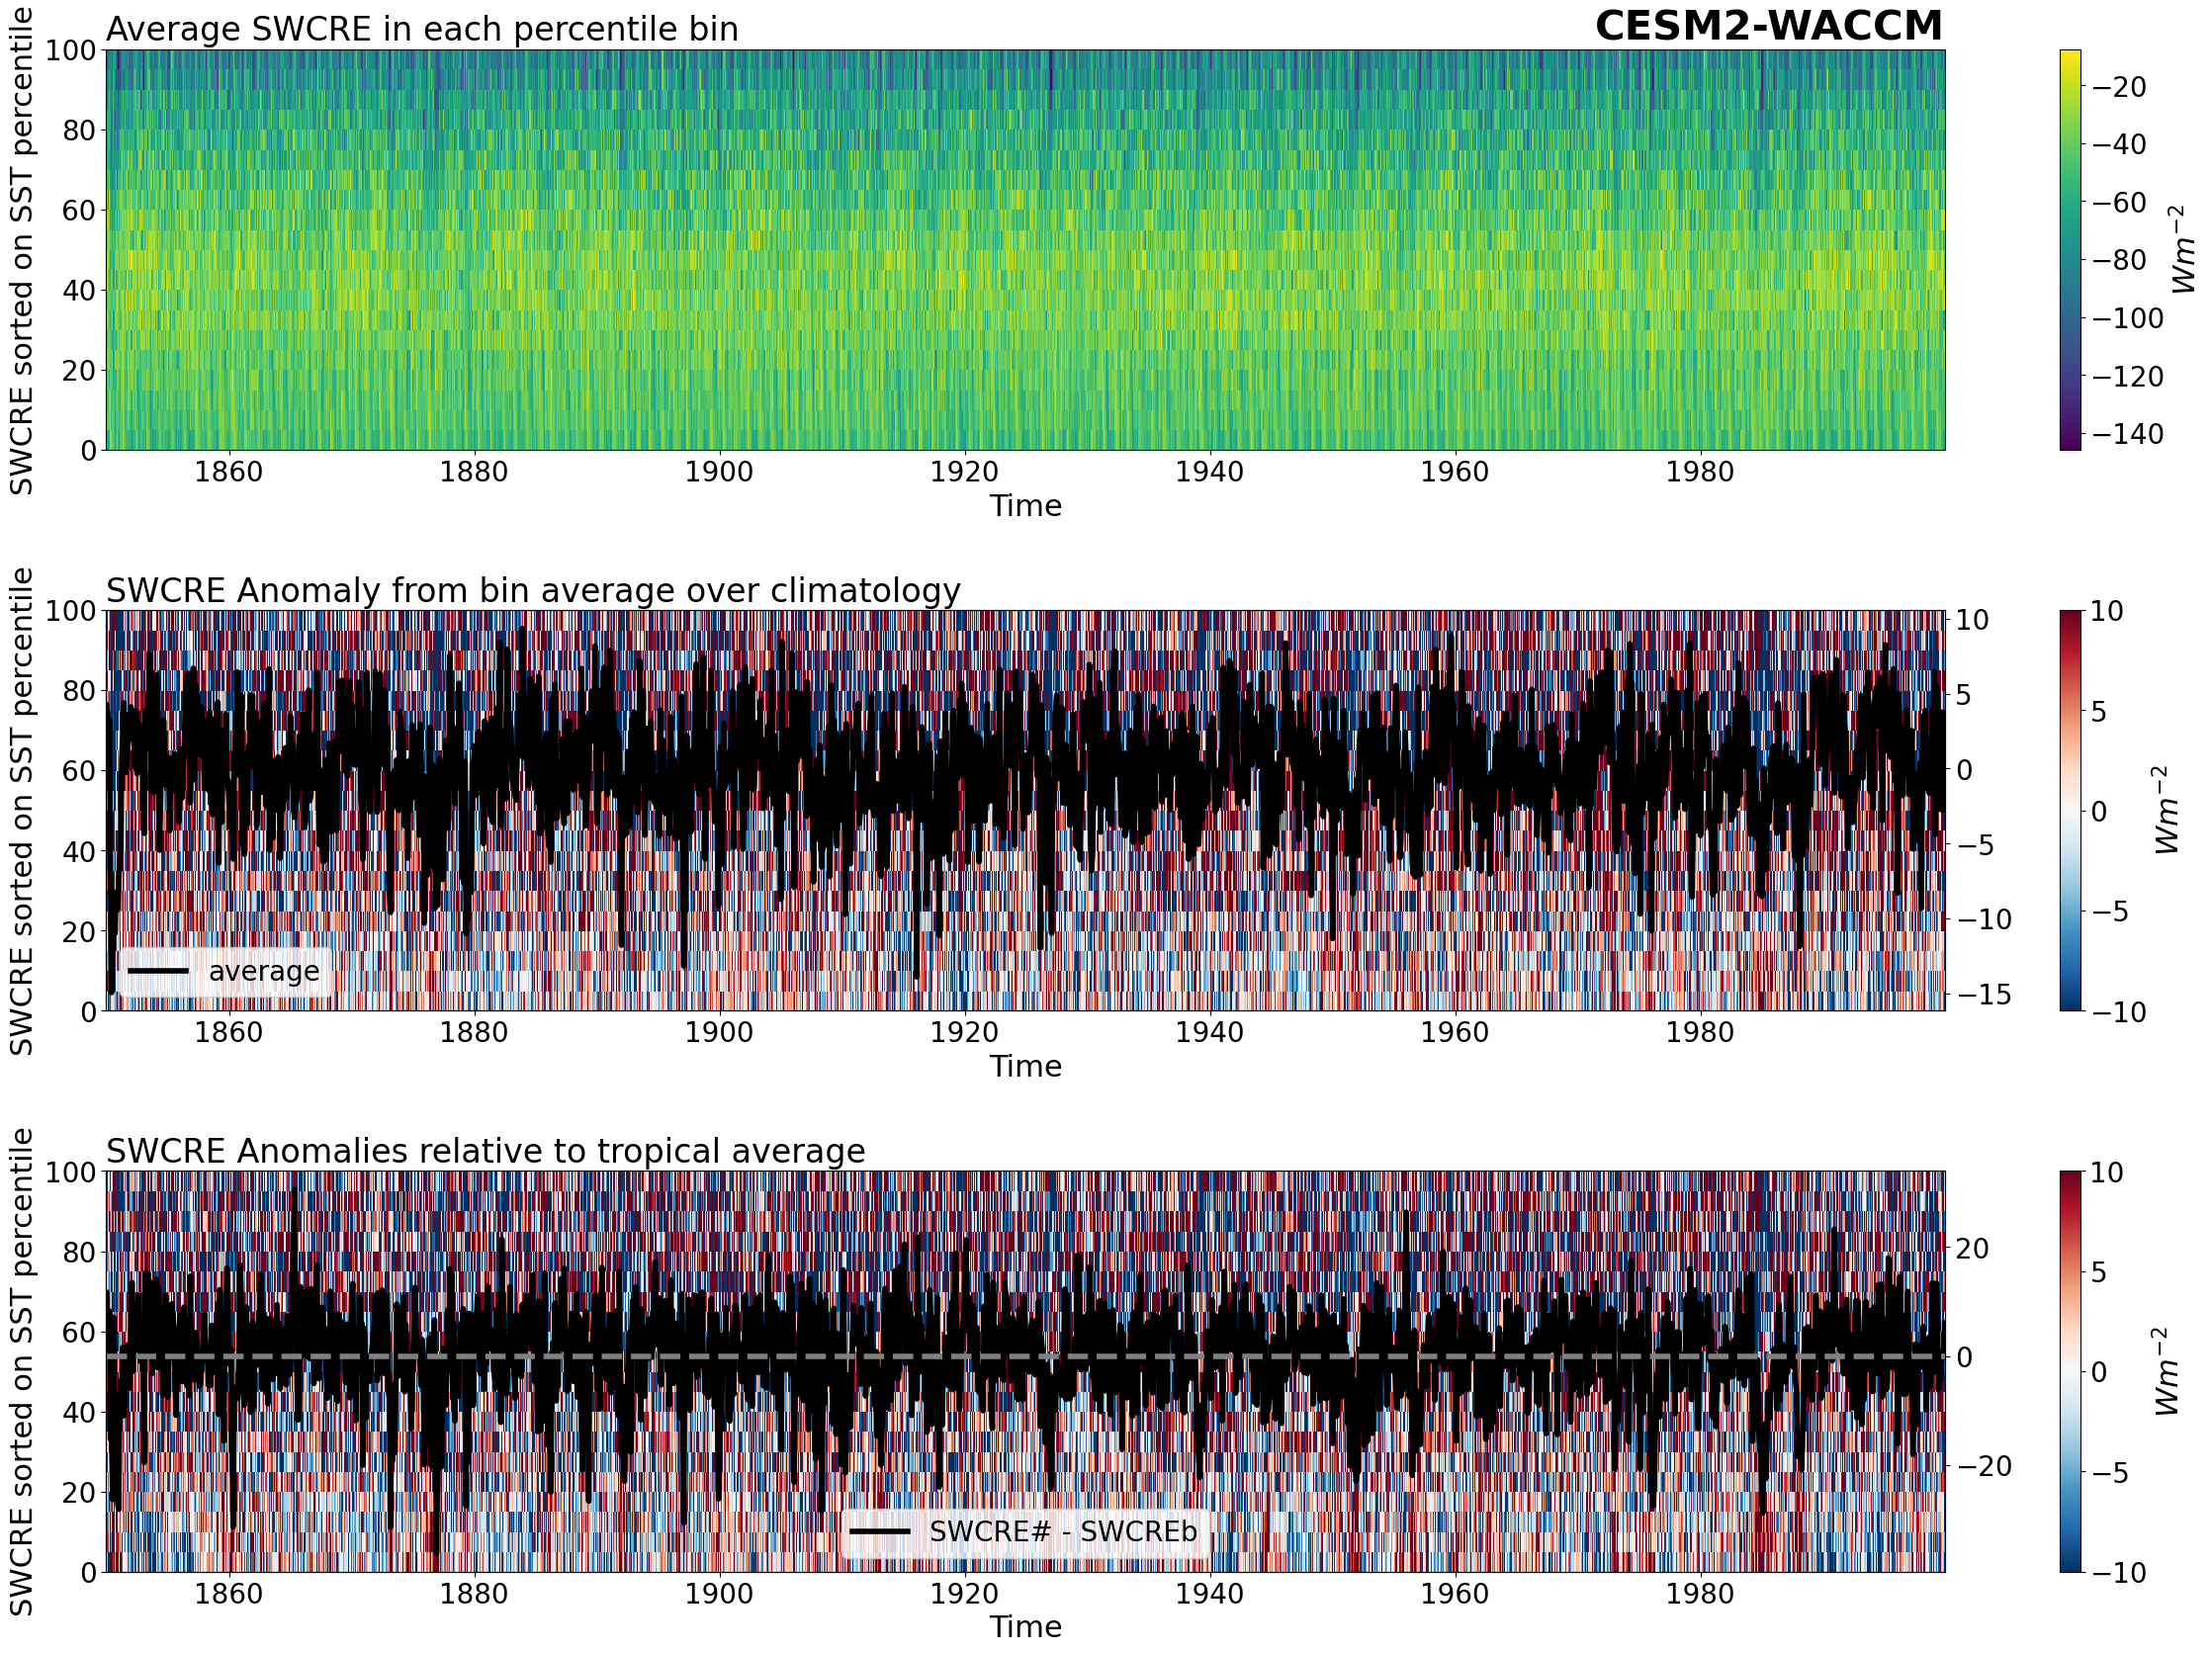 Average SWCRE in each percentile bin
CESM2-WACCM
SWCRE sorted on SST percentile
100
80
60
40
20
0
1860 1880 1900 1920 1940 1960 1980
Time
−20
−40
−60
−80
−100
−120
−140
Wm−2
SWCRE Anomaly from bin average over climatology
SWCRE sorted on SST percentile
100
80
60
40
20
0
average
1860 1880 1900 1920 1940 1960 1980
Time
10
5
0
−5
−10
−15
10
5
0
−5
−10
Wm−2
SWCRE Anomalies relative to tropical average
SWCRE sorted on SST percentile
100
80
60
40
20
0
SWCRE# - SWCREb
1860 1880 1900 1920 1940 1960 1980
Time
20
0
−20
10
5
0
−5
−10
Wm−2